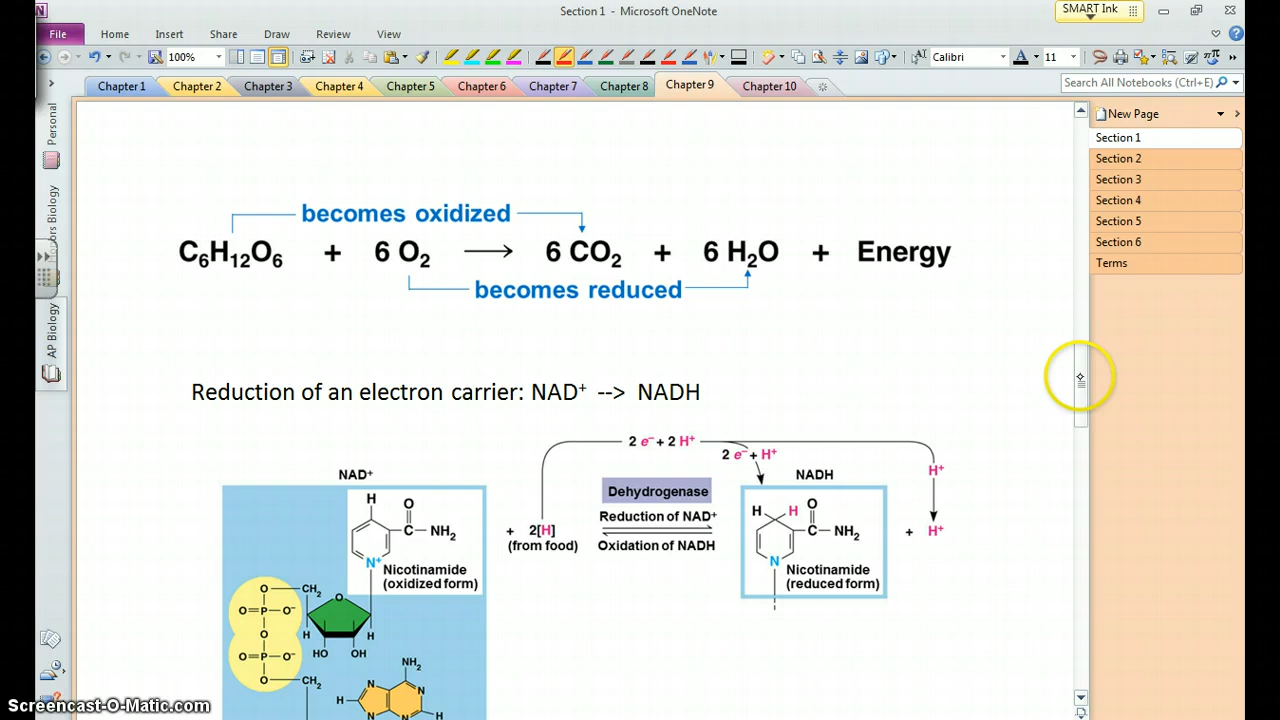 Section 1 - Microsoft OneNote
SMART Ink
File Home Insert Share Draw Review View
100%
Calibri
11
Chapter 1 Chapter 2 Chapter 3 Chapter 4 Chapter 5 Chapter 6 Chapter 7 Chapter 8 Chapter 9 Chapter 10
Search All Notebooks (Ctrl+E)
Personal
Honors Biology
AP Biology
New Page
Section 1
Section 2
Section 3
Section 4
Section 5
Section 6
Terms
becomes oxidized
C₆H₁₂O₆ + 6 O₂ → 6 CO₂ + 6 H₂O + Energy
becomes reduced
Reduction of an electron carrier: NAD⁺ --> NADH
2 e⁻ + 2 H⁺
2 e⁻ + H⁺
NAD⁺
NADH
H⁺
Dehydrogenase
Reduction of NAD⁺
Oxidation of NADH
+ 2[H]
(from food)
H
O
C
NH₂
N⁺
Nicotinamide
(oxidized form)
H H
O
C
NH₂
N
Nicotinamide
(reduced form)
+ H⁺
O
CH₂
O=P-O⁻
O
H H
O
HO OH
O=P-O⁻
O
CH₂
NH₂
N
N
H
N
H
Screencast-O-Matic.com